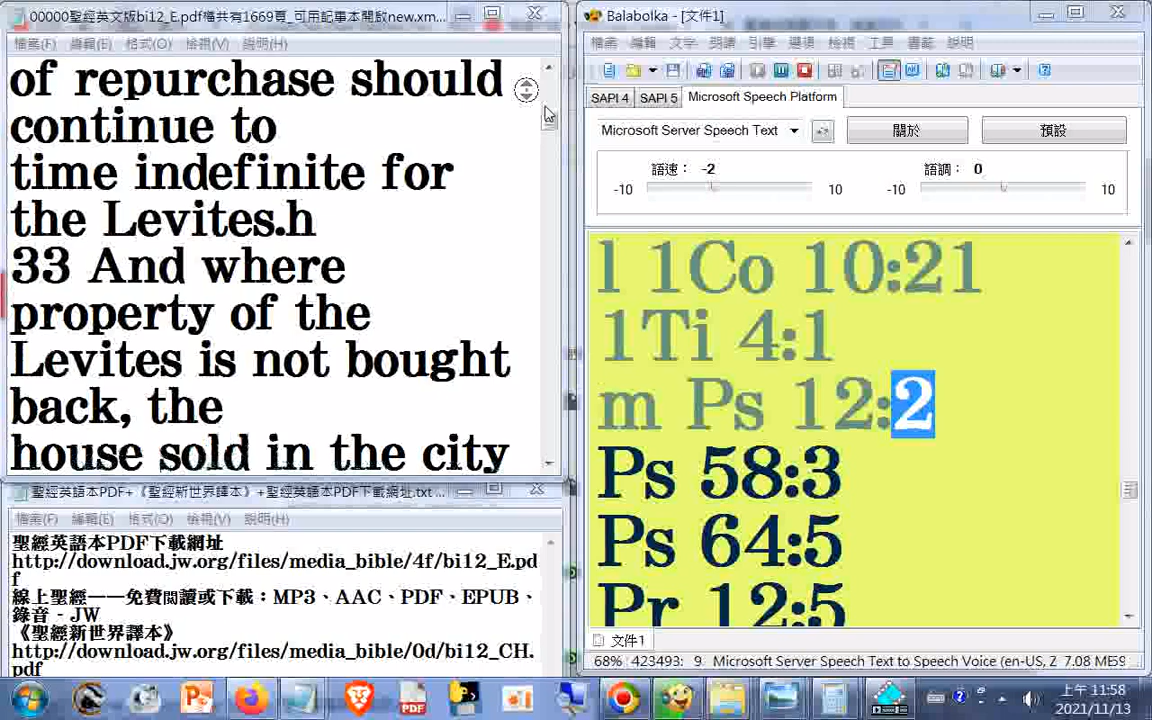 00000聖經英文版bi12_E.pdf檔共有1669頁_可用記事本開啟new.xm...
檔案(F) 編輯(E) 格式(O) 檢視(V) 說明(H)
of repurchase should
continue to
time indefinite for
the Levites.h
33 And where
property of the
Levites is not bought
back, the
house sold in the city
聖經英語本PDF+《聖經新世界譯本》+聖經英語本PDF下載網址.txt ...
檔案(F) 編輯(E) 格式(O) 檢視(V) 說明(H)
聖經英語本PDF下載網址
http://download.jw.org/files/media_bible/4f/bi12_E.pd
f
線上聖經——免費閱讀或下載：MP3、AAC、PDF、EPUB、
錄音 - JW
《聖經新世界譯本》
http://download.jw.org/files/media_bible/0d/bi12_CH.
pdf
Balabolka - [文件1]
檔案 編輯 文字 閱讀 引擎 選項 檢視 工具 書籤 說明
SAPI 4 SAPI 5 Microsoft Speech Platform
Microsoft Server Speech Text 關於 預設
語速： -2 語調： 0
-10 10 -10 10
l 1Co 10:21
1Ti 4:1
m Ps 12:2
Ps 58:3
Ps 64:5
Pr 12:5
文件1
68% 423493: 9 Microsoft Server Speech Text to Speech Voice (en-US, Z 7.08 ME59
PDF
上午 11:58
2021/11/13